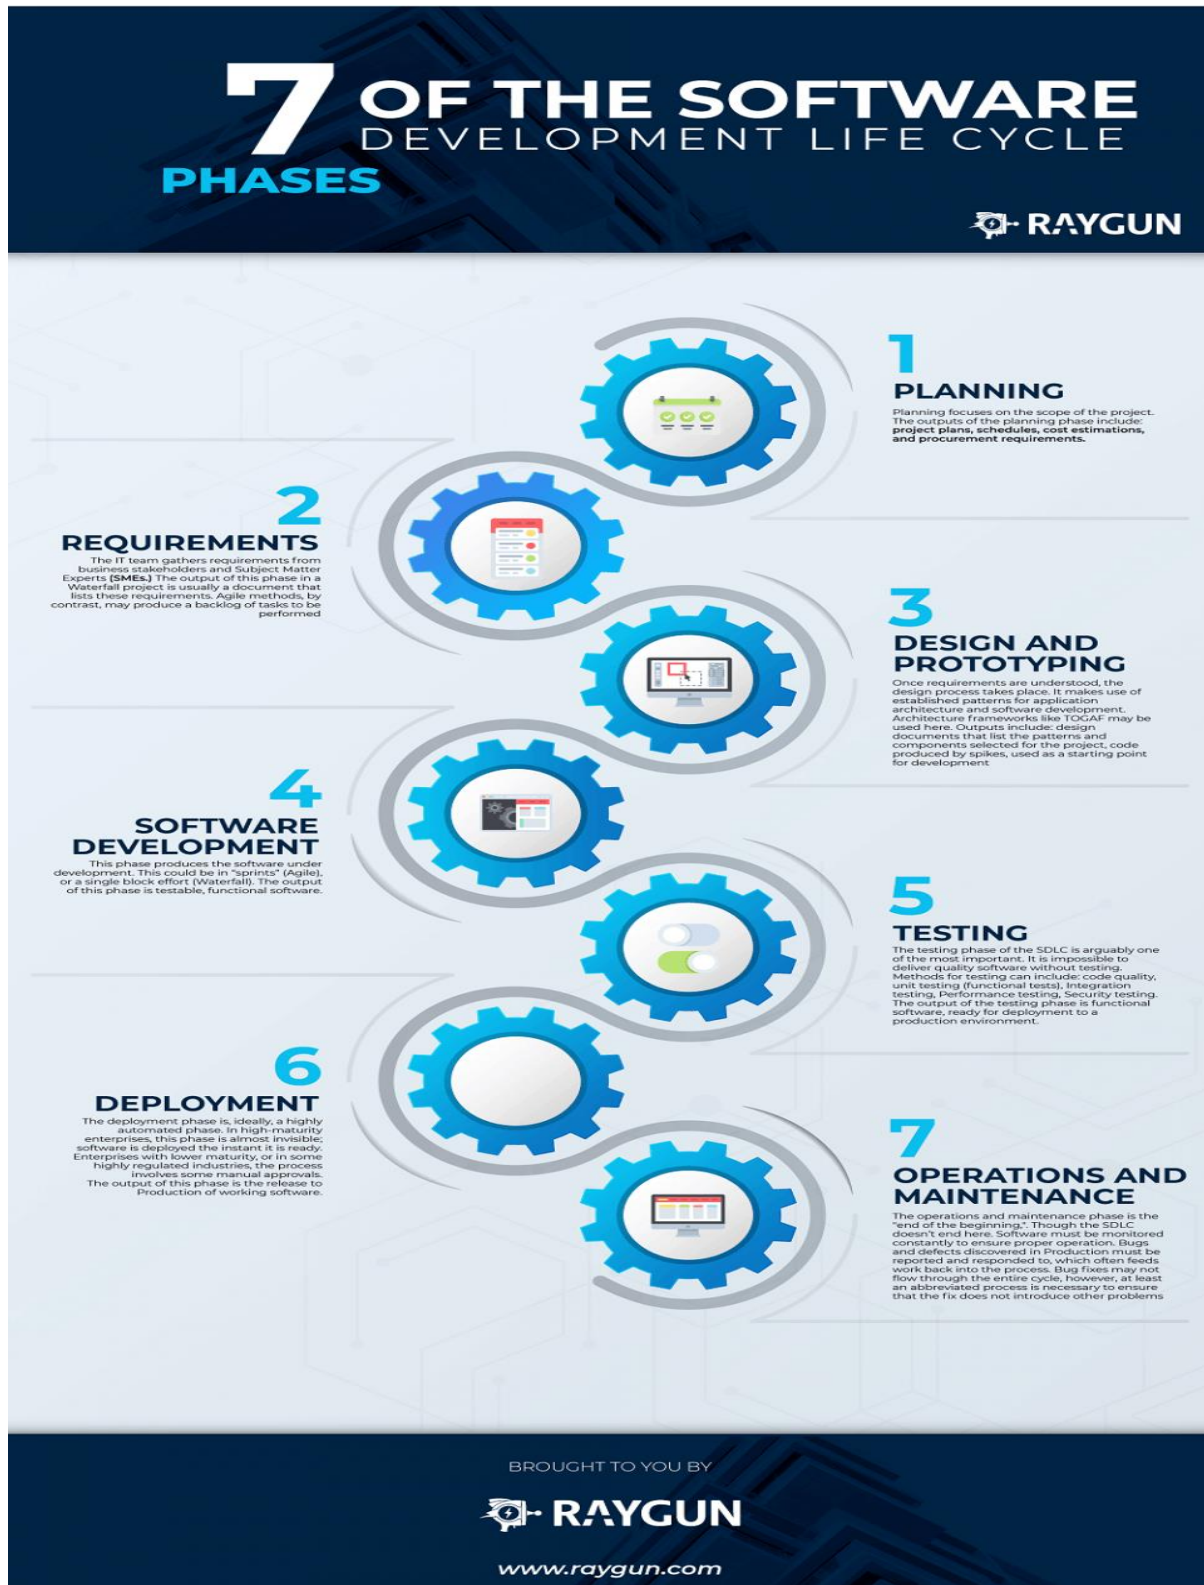 7 OF THE SOFTWARE
DEVELOPMENT LIFE CYCLE
PHASES
RAYGUN
1
PLANNING
Planning focuses on the scope of the project.
The outputs of the planning phase include:
project plans, schedules, cost estimations,
and procurement requirements.
2
REQUIREMENTS
The IT team gathers requirements from
business stakeholders and Subject Matter
Experts (SMEs.) The output of this phase in a
Waterfall project is usually a document that
lists these requirements. Agile methods, by
contrast, may produce a backlog of tasks to be
performed
3
DESIGN AND
PROTOTYPING
Once requirements are understood, the
design process takes place. It makes use of
established patterns for application
architecture and software development.
Architecture frameworks like TOGAF may be
used here. Outputs include: design
documents that list the patterns and
components selected for the project, code
produced by spikes, used as a starting point
for development
4
SOFTWARE
DEVELOPMENT
This phase produces the software under
development. This could be in "sprints" (Agile),
or a single block effort (Waterfall). The output
of this phase is testable, functional software.
5
TESTING
The testing phase of the SDLC is arguably one
of the most important. It is impossible to
deliver quality software without testing.
Methods for testing can include: code quality,
unit testing (functional tests), Integration
testing, Performance testing, Security testing.
The output of the testing phase is functional
software, ready for deployment to a
production environment.
6
DEPLOYMENT
The deployment phase is, ideally, a highly
automated phase. In high-maturity
enterprises, this phase is almost invisible;
software is deployed the instant it is ready.
Enterprises with lower maturity, or in some
highly regulated industries, the process
involves some manual approvals.
The output of this phase is the release to
Production of working software.
7
OPERATIONS AND
MAINTENANCE
The operations and maintenance phase is the
"end of the beginning,". Though the SDLC
doesn't end here. Software must be monitored
constantly to ensure proper operation. Bugs
and defects discovered in Production must be
reported and responded to, which often feeds
work back into the process. Bug fixes may not
flow through the entire cycle, however, at least
an abbreviated process is necessary to ensure
that the fix does not introduce other problems
BROUGHT TO YOU BY
RAYGUN
www.raygun.com